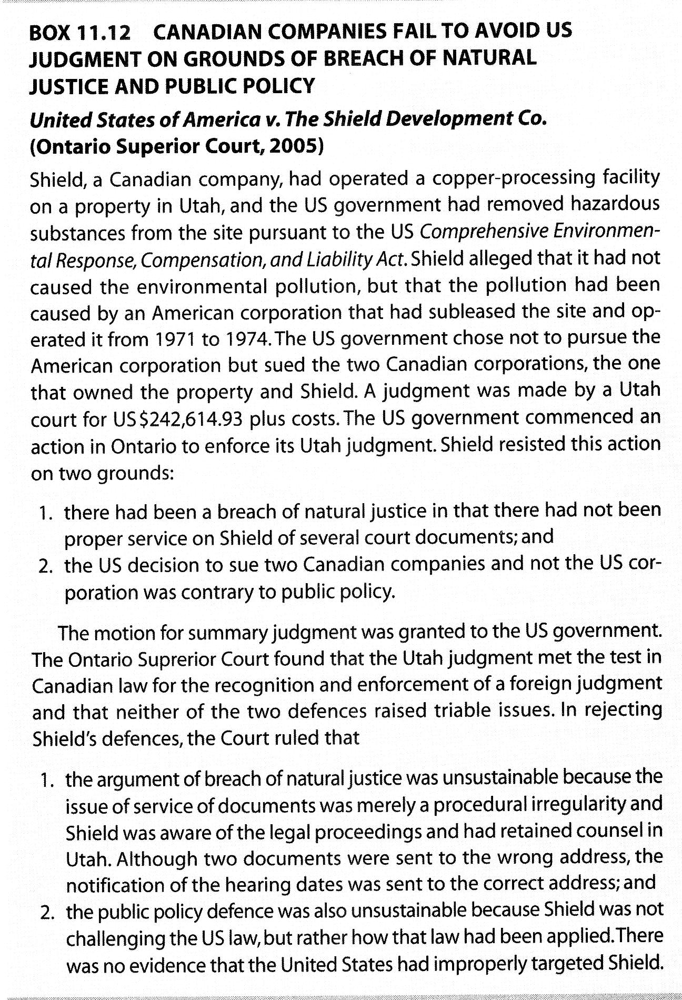 BOX 11.12 CANADIAN COMPANIES FAIL TO AVOID US
JUDGMENT ON GROUNDS OF BREACH OF NATURAL
JUSTICE AND PUBLIC POLICY
United States of America v. The Shield Development Co.
(Ontario Superior Court, 2005)
Shield, a Canadian company, had operated a copper-processing facility
on a property in Utah, and the US government had removed hazardous
substances from the site pursuant to the US Comprehensive Environmen-
tal Response, Compensation, and Liability Act. Shield alleged that it had not
caused the environmental pollution, but that the pollution had been
caused by an American corporation that had subleased the site and op-
erated it from 1971 to 1974. The US government chose not to pursue the
American corporation but sued the two Canadian corporations, the one
that owned the property and Shield. A judgment was made by a Utah
court for US$242,614.93 plus costs. The US government commenced an
action in Ontario to enforce its Utah judgment. Shield resisted this action
on two grounds:
1. there had been a breach of natural justice in that there had not been
proper service on Shield of several court documents; and
2. the US decision to sue two Canadian companies and not the US cor-
poration was contrary to public policy.
The motion for summary judgment was granted to the US government.
The Ontario Suprerior Court found that the Utah judgment met the test in
Canadian law for the recognition and enforcement of a foreign judgment
and that neither of the two defences raised triable issues. In rejecting
Shield's defences, the Court ruled that
1. the argument of breach of natural justice was unsustainable because the
issue of service of documents was merely a procedural irregularity and
Shield was aware of the legal proceedings and had retained counsel in
Utah. Although two documents were sent to the wrong address, the
notification of the hearing dates was sent to the correct address; and
2. the public policy defence was also unsustainable because Shield was not
challenging the US law, but rather how that law had been applied. There
was no evidence that the United States had improperly targeted Shield.